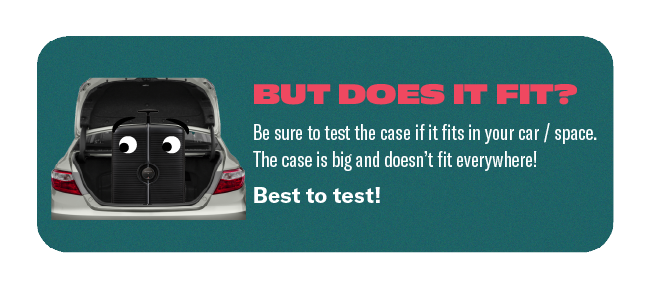 BUT DOES IT FIT?
Be sure to test the case if it fits in your car / space.
The case is big and doesn't fit everywhere!
Best to test!